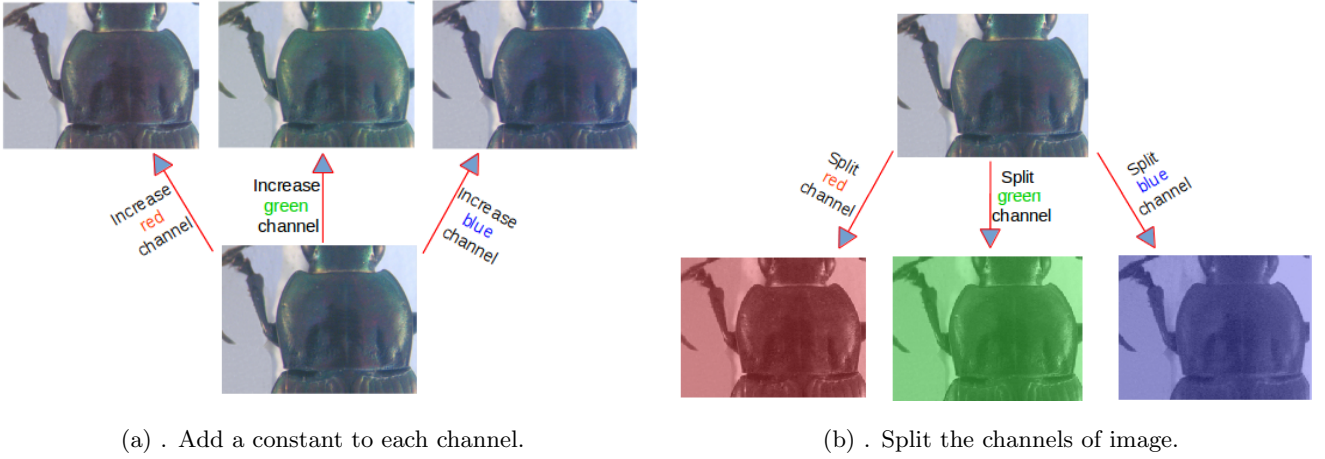 Increase
red
channel
Increase
green
channel
Increase
blue
channel
(a) . Add a constant to each channel.
Split
red
channel
Split
green
channel
Split
blue
channel
(b) . Split the channels of image.